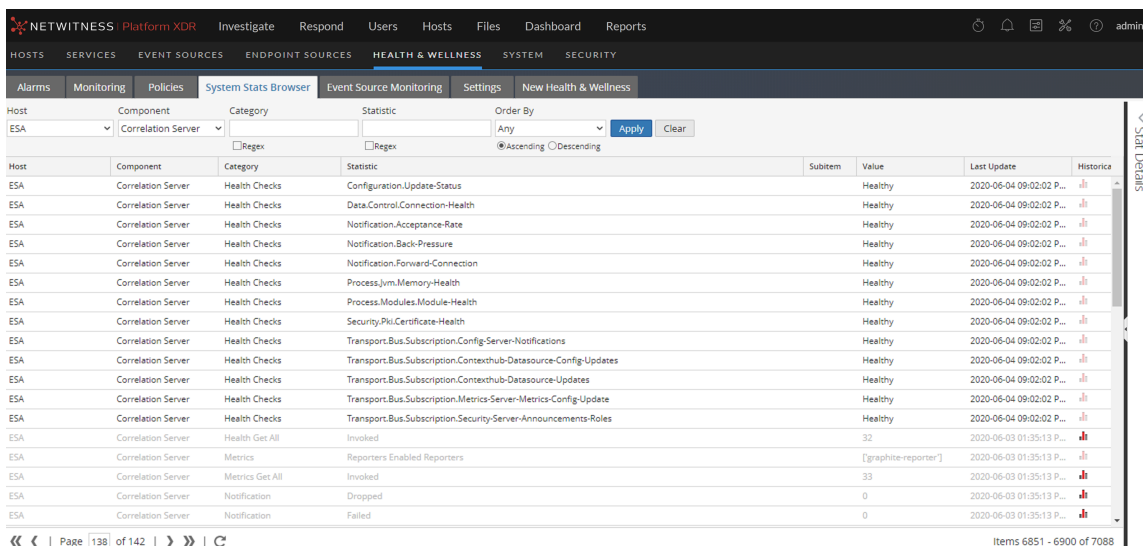 NETWITNESS Platform XDR Investigate Respond Users Hosts Files Dashboard Reports admin
HOSTS SERVICES EVENT SOURCES ENDPOINT SOURCES HEALTH & WELLNESS SYSTEM SECURITY
Alarms Monitoring Policies System Stats Browser Event Source Monitoring Settings New Health & Wellness
Host Component Category Statistic Order By
ESA Correlation Server Any Apply Clear
Regex Regex Ascending Descending
Stat Details
Host Component Category Statistic Subitem Value Last Update Historica
ESA Correlation Server Health Checks Configuration.Update-Status Healthy 2020-06-04 09:02:02 P...
ESA Correlation Server Health Checks Data.Control.Connection-Health Healthy 2020-06-04 09:02:02 P...
ESA Correlation Server Health Checks Notification.Acceptance-Rate Healthy 2020-06-04 09:02:02 P...
ESA Correlation Server Health Checks Notification.Back-Pressure Healthy 2020-06-04 09:02:02 P...
ESA Correlation Server Health Checks Notification.Forward-Connection Healthy 2020-06-04 09:02:02 P...
ESA Correlation Server Health Checks Process.Jvm.Memory-Health Healthy 2020-06-04 09:02:02 P...
ESA Correlation Server Health Checks Process.Modules.Module-Health Healthy 2020-06-04 09:02:02 P...
ESA Correlation Server Health Checks Security.Pki.Certificate-Health Healthy 2020-06-04 09:02:02 P...
ESA Correlation Server Health Checks Transport.Bus.Subscription.Config-Server-Notifications Healthy 2020-06-04 09:02:02 P...
ESA Correlation Server Health Checks Transport.Bus.Subscription.Contexthub-Datasource-Config-Updates Healthy 2020-06-04 09:02:02 P...
ESA Correlation Server Health Checks Transport.Bus.Subscription.Contexthub-Datasource-Updates Healthy 2020-06-04 09:02:02 P...
ESA Correlation Server Health Checks Transport.Bus.Subscription.Metrics-Server-Metrics-Config-Update Healthy 2020-06-04 09:02:02 P...
ESA Correlation Server Health Checks Transport.Bus.Subscription.Security-Server-Announcements-Roles Healthy 2020-06-04 09:02:02 P...
ESA Correlation Server Health Get All Invoked 32 2020-06-03 01:35:13 P...
ESA Correlation Server Metrics Reporters Enabled Reporters ['graphite-reporter'] 2020-06-03 01:35:13 P...
ESA Correlation Server Metrics Get All Invoked 33 2020-06-03 01:35:13 P...
ESA Correlation Server Notification Dropped 0 2020-06-03 01:35:13 P...
ESA Correlation Server Notification Failed 0 2020-06-03 01:35:13 P...
Page 138 of 142 Items 6851 - 6900 of 7088